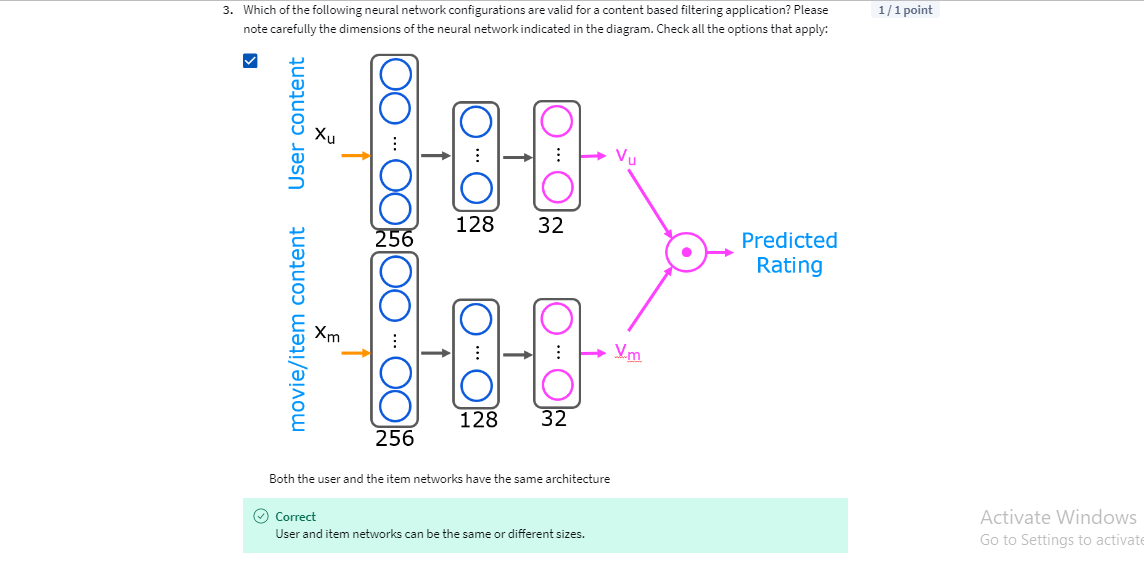 3. Which of the following neural network configurations are valid for a content based filtering application? Please
note carefully the dimensions of the neural network indicated in the diagram. Check all the options that apply:
1 / 1 point
User content
Xu
256
128
32
Vu
movie/item content
Xm
256
128
32
Vm
Predicted
Rating
Both the user and the item networks have the same architecture
Correct
User and item networks can be the same or different sizes.
Activate Windows
Go to Settings to activate